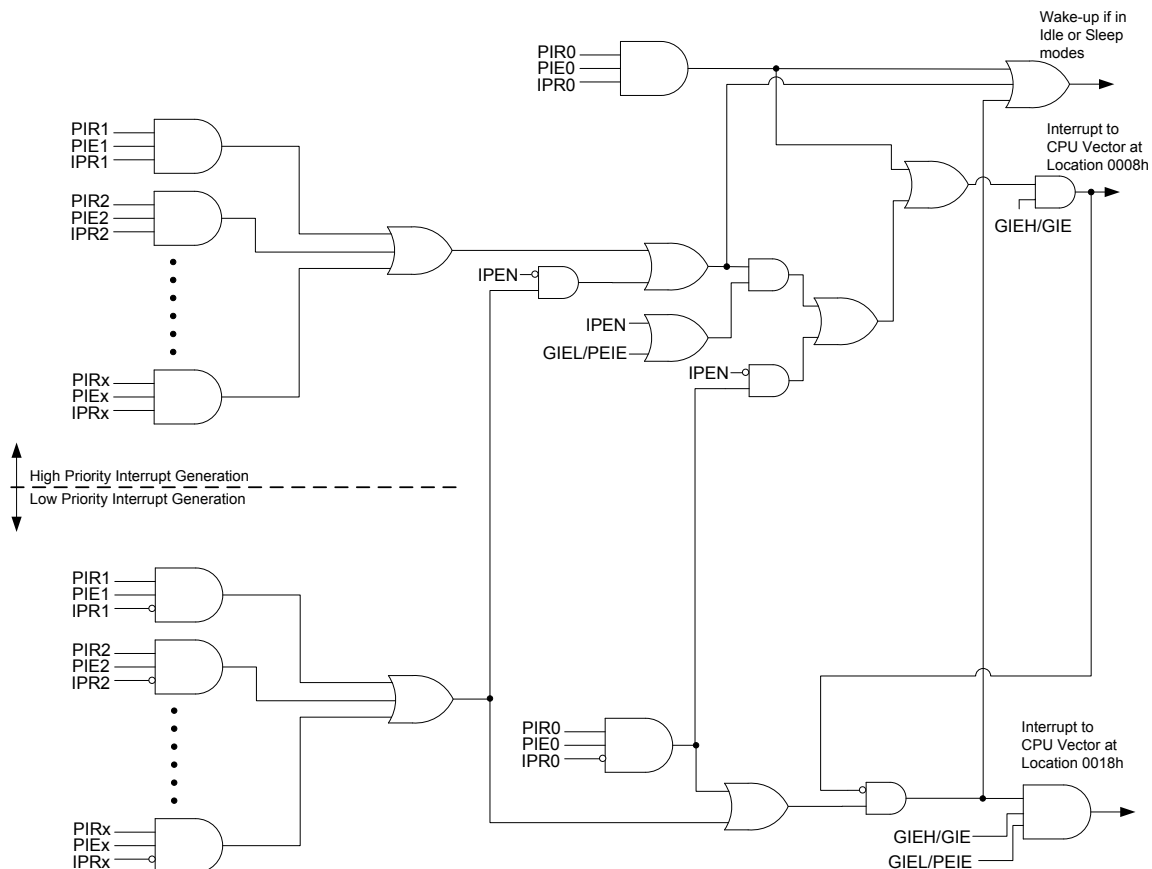 Wake-up if in
Idle or Sleep
modes
PIR0
PIE0
IPR0
Interrupt to
CPU Vector at
Location 0008h
PIR1
PIE1
IPR1
PIR2
PIE2
IPR2
GIEH/GIE
IPEN
IPEN
GIEL/PEIE
IPEN
PIRx
PIEx
IPRx
High Priority Interrupt Generation
Low Priority Interrupt Generation
PIR1
PIE1
IPR1
PIR2
PIE2
IPR2
PIR0
PIE0
IPR0
Interrupt to
CPU Vector at
Location 0018h
PIRx
PIEx
IPRx
GIEH/GIE
GIEL/PEIE